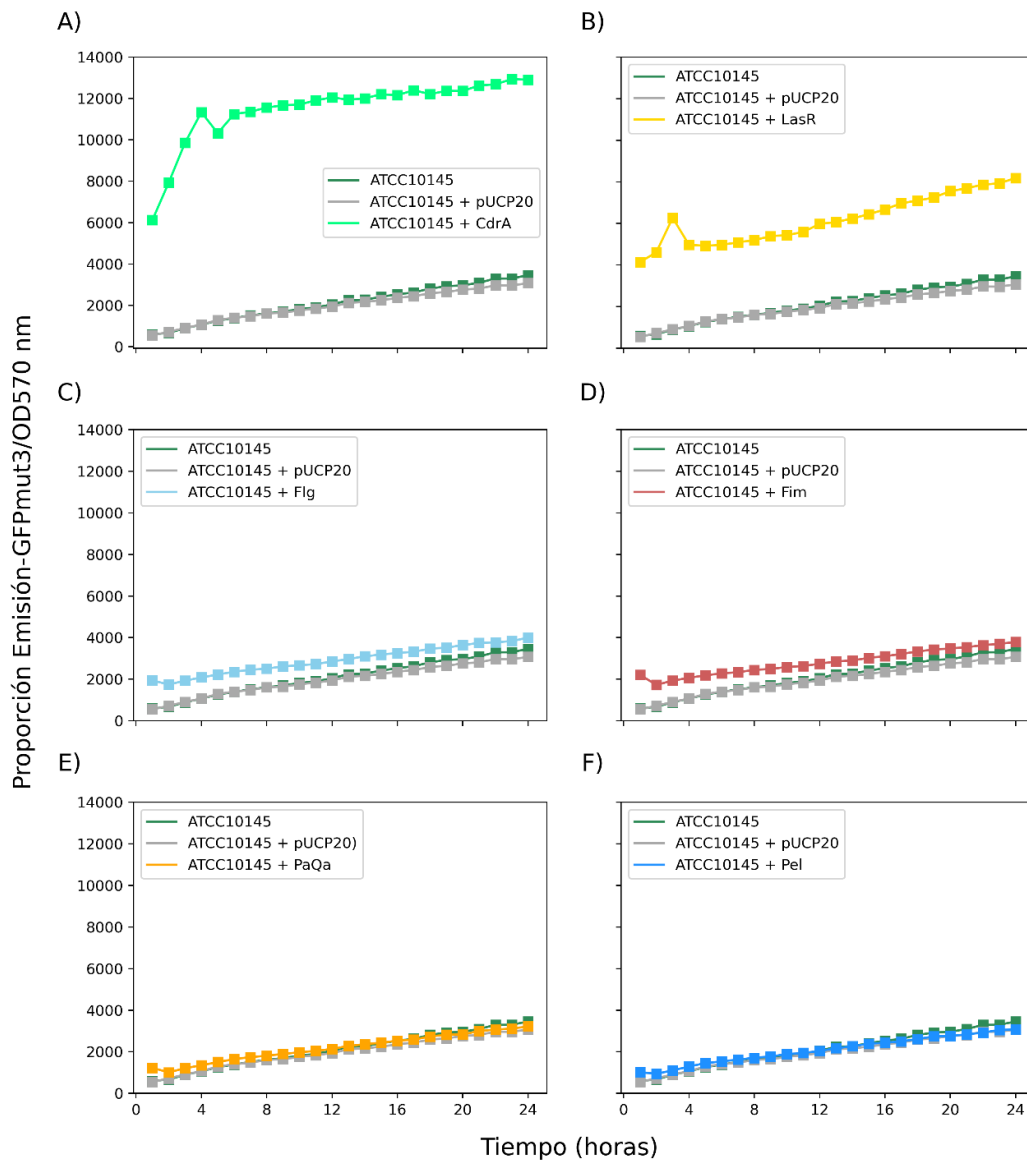 A)
B)
14000
12000
10000
8000
6000
4000
2000
0
ATCC10145
ATCC10145 + pUCP20
ATCC10145 + CdrA
ATCC10145
ATCC10145 + pUCP20
ATCC10145 + LasR
C)
D)
14000
12000
10000
8000
6000
4000
2000
0
ATCC10145
ATCC10145 + pUCP20
ATCC10145 + Flg
ATCC10145
ATCC10145 + pUCP20
ATCC10145 + Fim
E)
F)
14000
12000
10000
8000
6000
4000
2000
0
ATCC10145
ATCC10145 + pUCP20)
ATCC10145 + PaQa
ATCC10145
ATCC10145 + pUCP20
ATCC10145 + Pel
0 4 8 12 16 20 24
0 4 8 12 16 20 24
Proporción Emisión-GFPmut3/OD570 nm
Tiempo (horas)